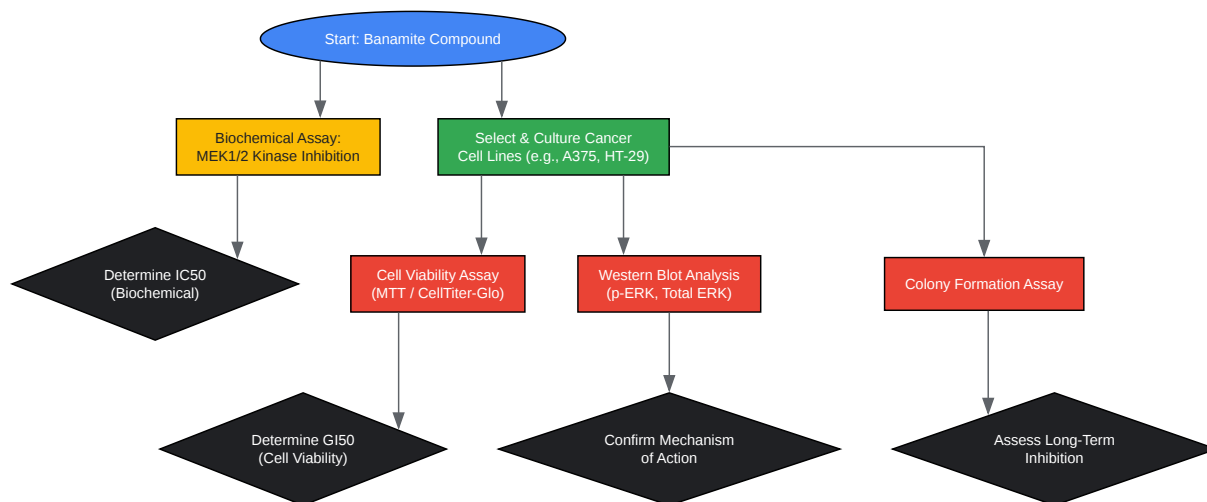 Start: Banamite Compound
Biochemical Assay:
MEK1/2 Kinase Inhibition
Select & Culture Cancer
Cell Lines (e.g., A375, HT-29)
Determine IC50
(Biochemical)
Cell Viability Assay
(MTT / CellTiter-Glo)
Western Blot Analysis
(p-ERK, Total ERK)
Colony Formation Assay
Determine GI50
(Cell Viability)
Confirm Mechanism
of Action
Assess Long-Term
Inhibition